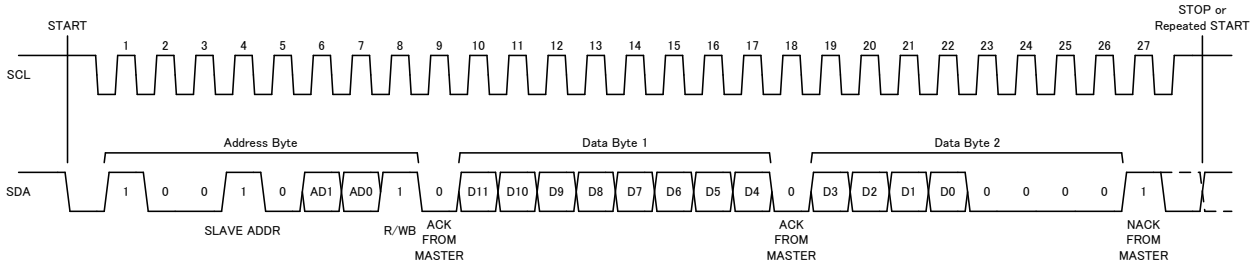 START
STOP or
Repeated START
1 2 3 4 5 6 7 8 9 10 11 12 13 14 15 16 17 18 19 20 21 22 23 24 25 26 27
SCL
Address Byte Data Byte 1 Data Byte 2
SDA 1 0 0 1 0 AD1 AD0 1 0 D11 D10 D9 D8 D7 D6 D5 D4 0 D3 D2 D1 D0 0 0 0 0 1
SLAVE ADDR R/WB
ACK
FROM
MASTER
ACK
FROM
MASTER
NACK
FROM
MASTER